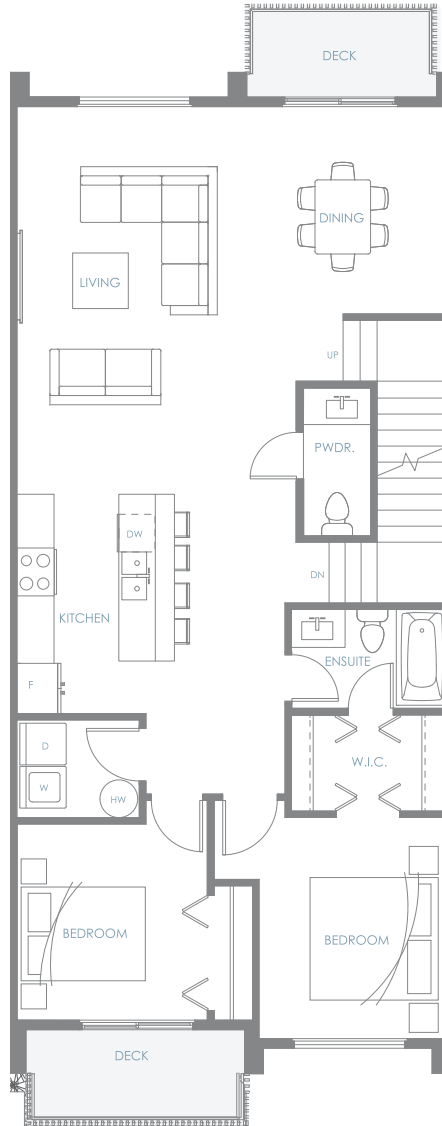 DECK
DINING
LIVING
UP
PWDR.
DW
DN
KITCHEN
ENSUITE
F
D
W.I.C.
W
HW
BEDROOM
BEDROOM
DECK